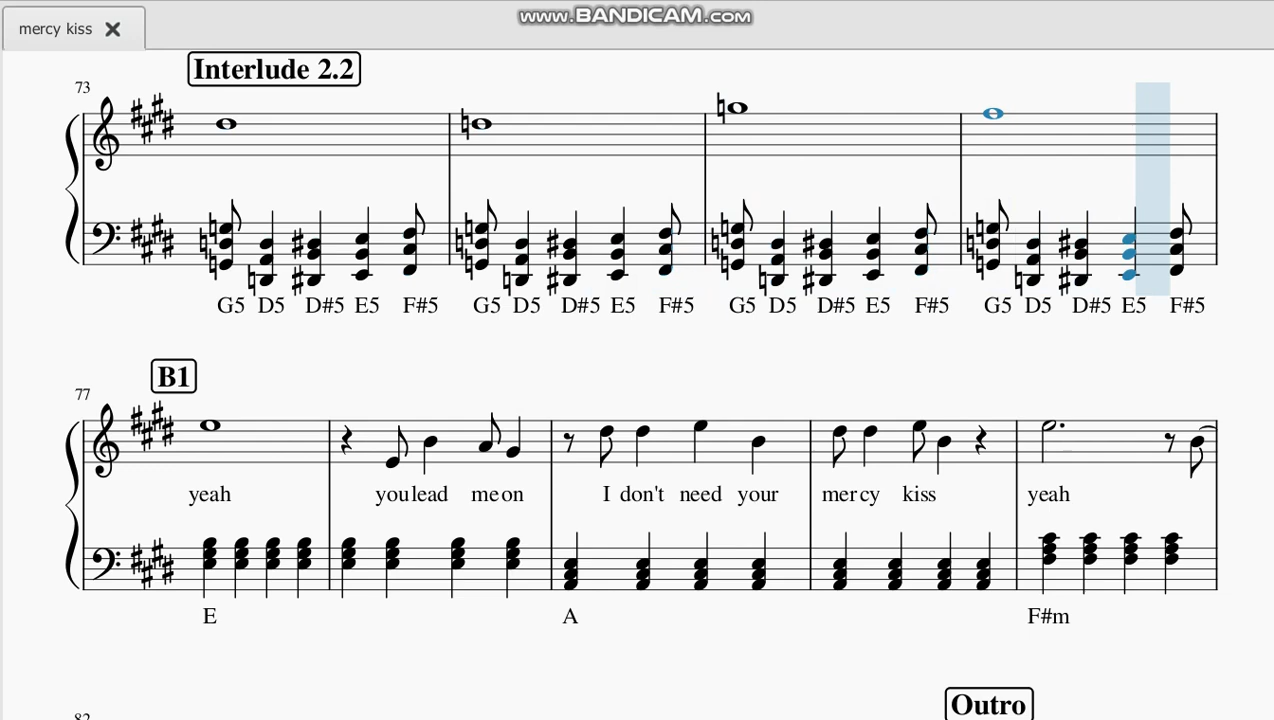 www.BANDICAM.com
mercy kiss
Interlude 2.2
73
G5 D5 D#5 E5 F#5 G5 D5 D#5 E5 F#5 G5 D5 D#5 E5 F#5 G5 D5 D#5 E5 F#5
B1
77
yeah you lead me on I don't need your mercy kiss yeah
E A F#m
Outro
82